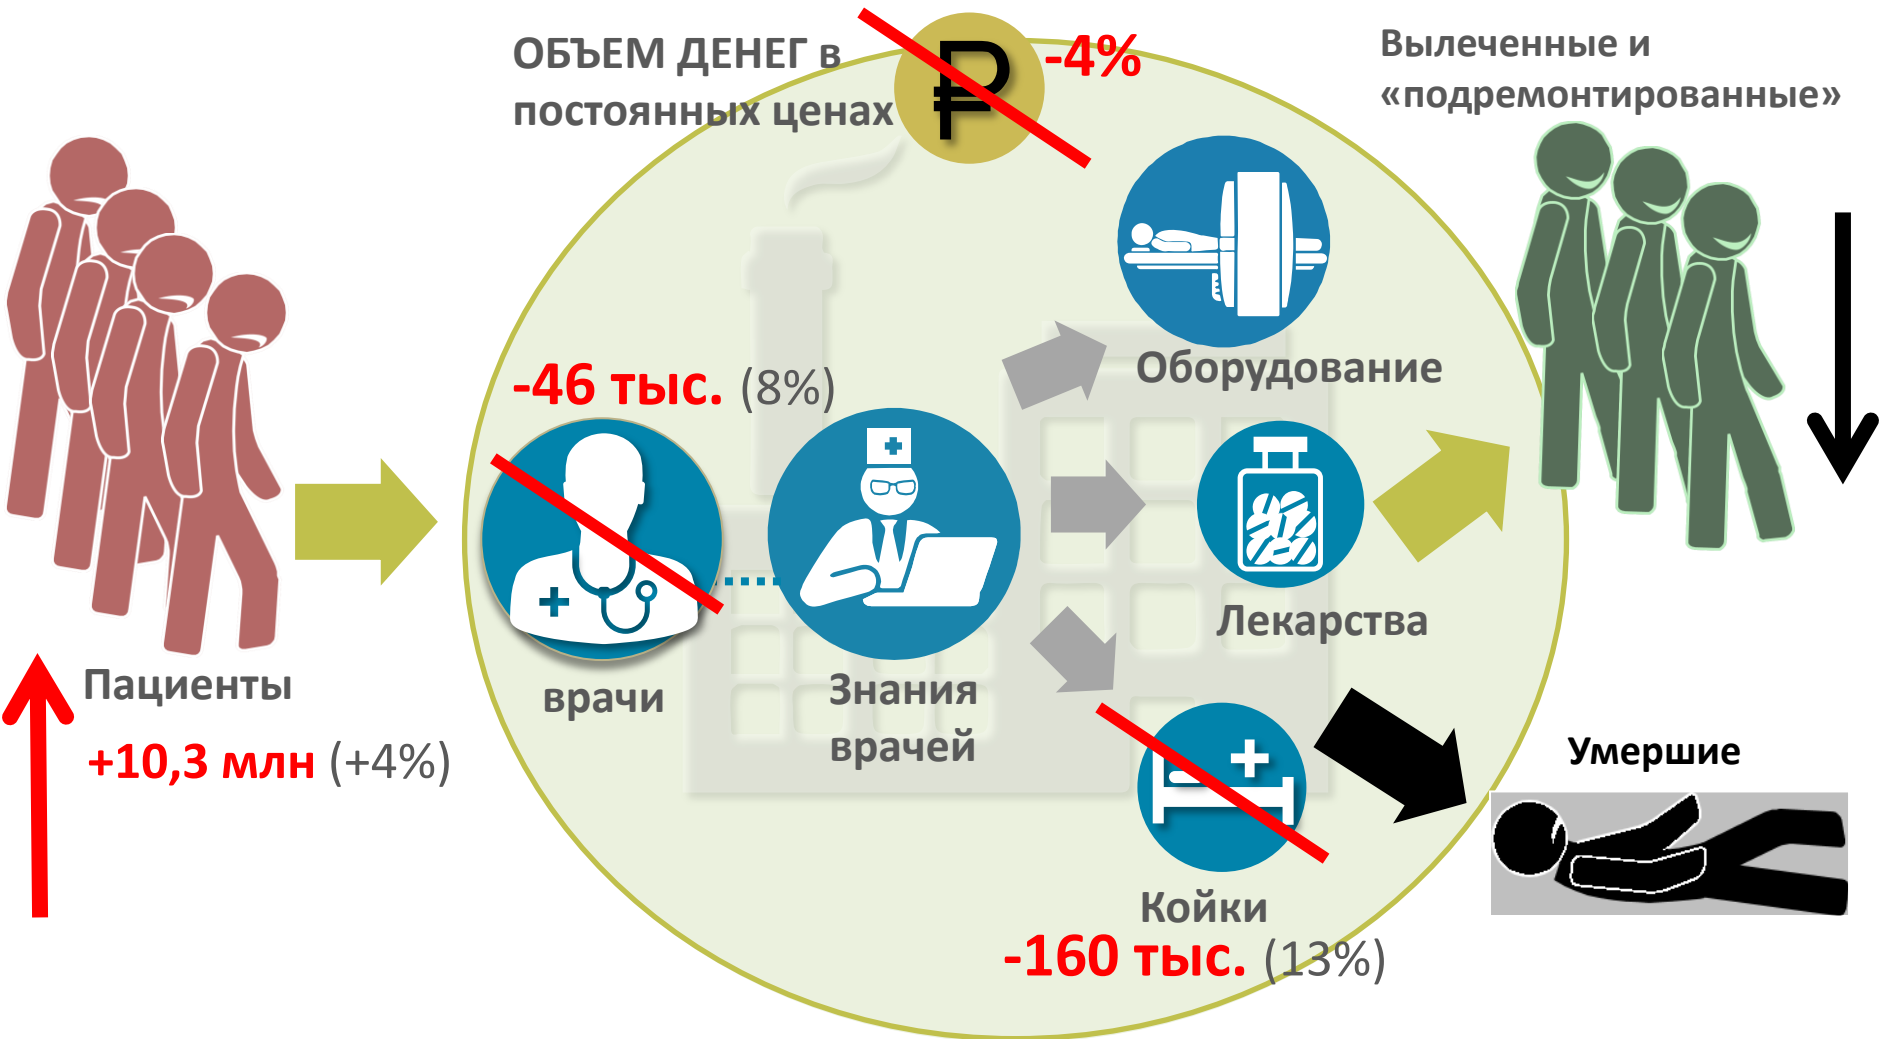 ОБЪЕМ ДЕНЕГ в
постоянных ценах
-4%
Вылеченные и
«подремонтированные»
Оборудование
-46 тыс. (8%)
Лекарства
Пациенты
+10,3 млн (+4%)
врачи
Знания
врачей
Умершие
Койки
-160 тыс. (13%)